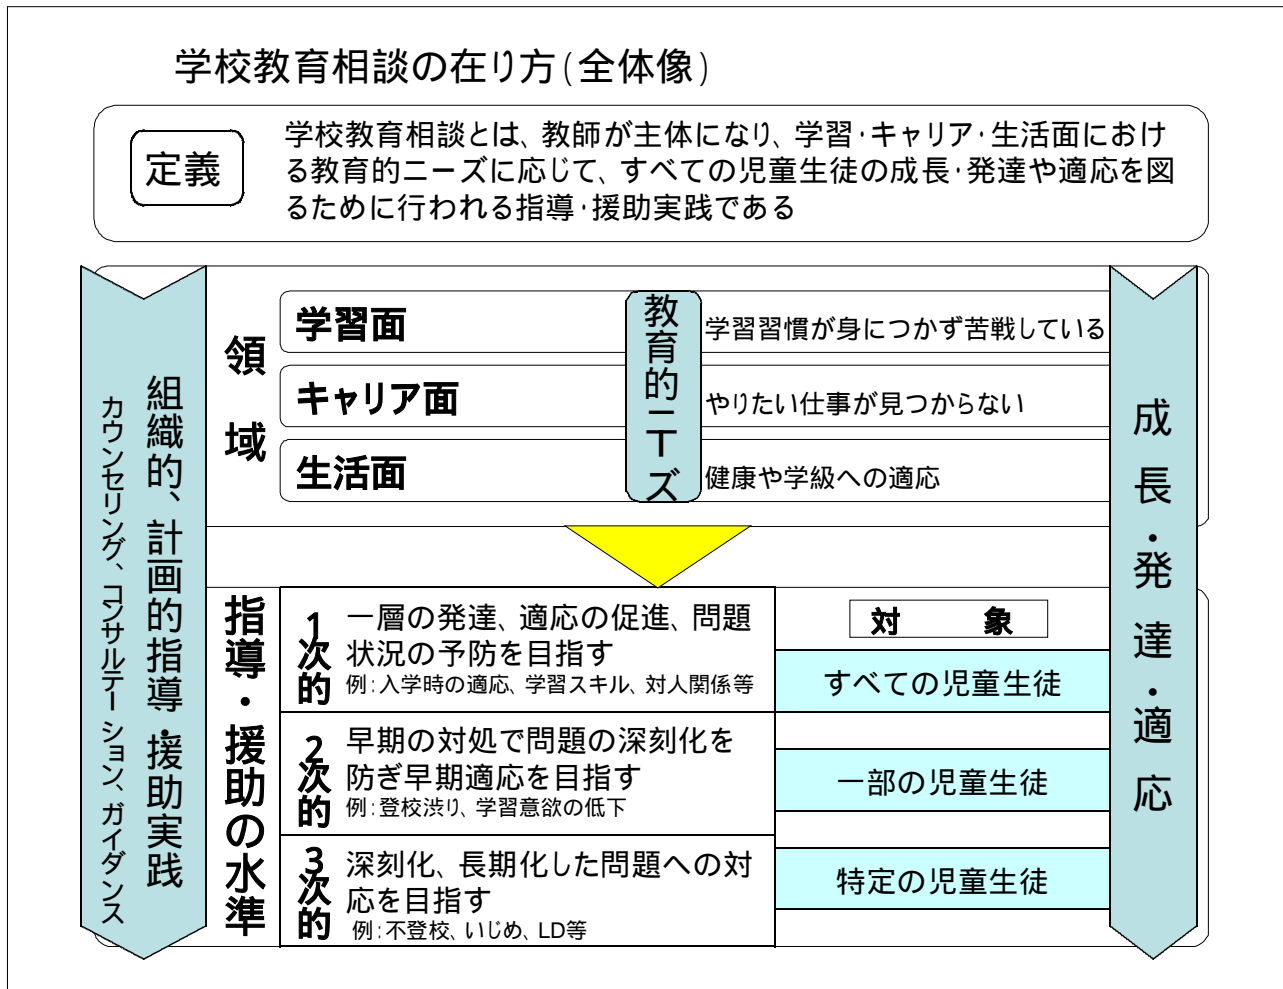 学校教育相談の在り方(全体像)
定義
学校教育相談とは、教師が主体になり、学習・キャリア・生活面におけ
る教育的ニーズに応じて、すべての児童生徒の成長・発達や適応を図
るために行われる指導・援助実践である
組織的、計画的指導・援助実践
カウンセリング、コンサルテーション、ガイダンス
領域
教育的ニーズ
学習面
学習習慣が身につかず苦戦している
キャリア面
やりたい仕事が見つからない
生活面
健康や学級への適応
成長・発達・適応
指導・援助の水準
対象
1次的
一層の発達、適応の促進、問題
状況の予防を目指す
例:入学時の適応、学習スキル、対人関係等
すべての児童生徒
2次的
早期の対処で問題の深刻化を
防ぎ早期適応を目指す
例:登校渋り、学習意欲の低下
一部の児童生徒
3次的
深刻化、長期化した問題への対
応を目指す
例:不登校、いじめ、LD等
特定の児童生徒